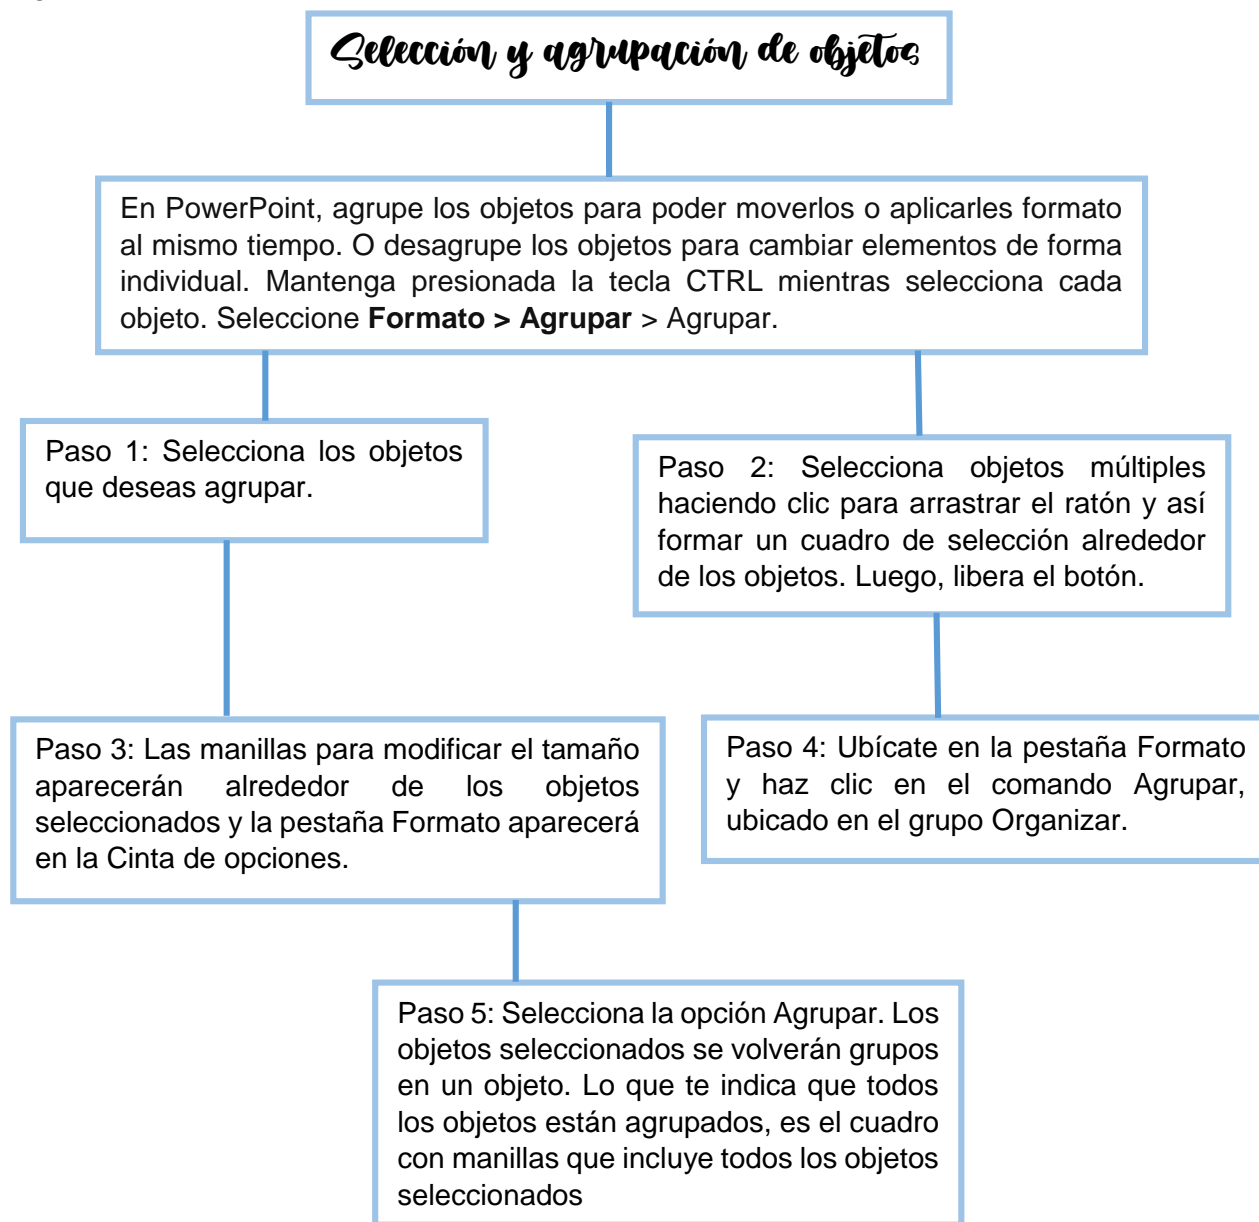 Selección y agrupación de objetos
En PowerPoint, agrupe los objetos para poder moverlos o aplicarles formato
al mismo tiempo. O desagrupe los objetos para cambiar elementos de forma
individual. Mantenga presionada la tecla CTRL mientras selecciona cada
objeto. Seleccione Formato > Agrupar > Agrupar.
Paso 1: Selecciona los objetos
que deseas agrupar.
Paso 2: Selecciona objetos múltiples
haciendo clic para arrastrar el ratón y así
formar un cuadro de selección alrededor
de los objetos. Luego, libera el botón.
Paso 3: Las manillas para modificar el tamaño
aparecerán alrededor de los objetos
seleccionados y la pestaña Formato aparecerá
en la Cinta de opciones.
Paso 4: Ubícate en la pestaña Formato
y haz clic en el comando Agrupar,
ubicado en el grupo Organizar.
Paso 5: Selecciona la opción Agrupar. Los
objetos seleccionados se volverán grupos
en un objeto. Lo que te indica que todos
los objetos están agrupados, es el cuadro
con manillas que incluye todos los objetos
seleccionados